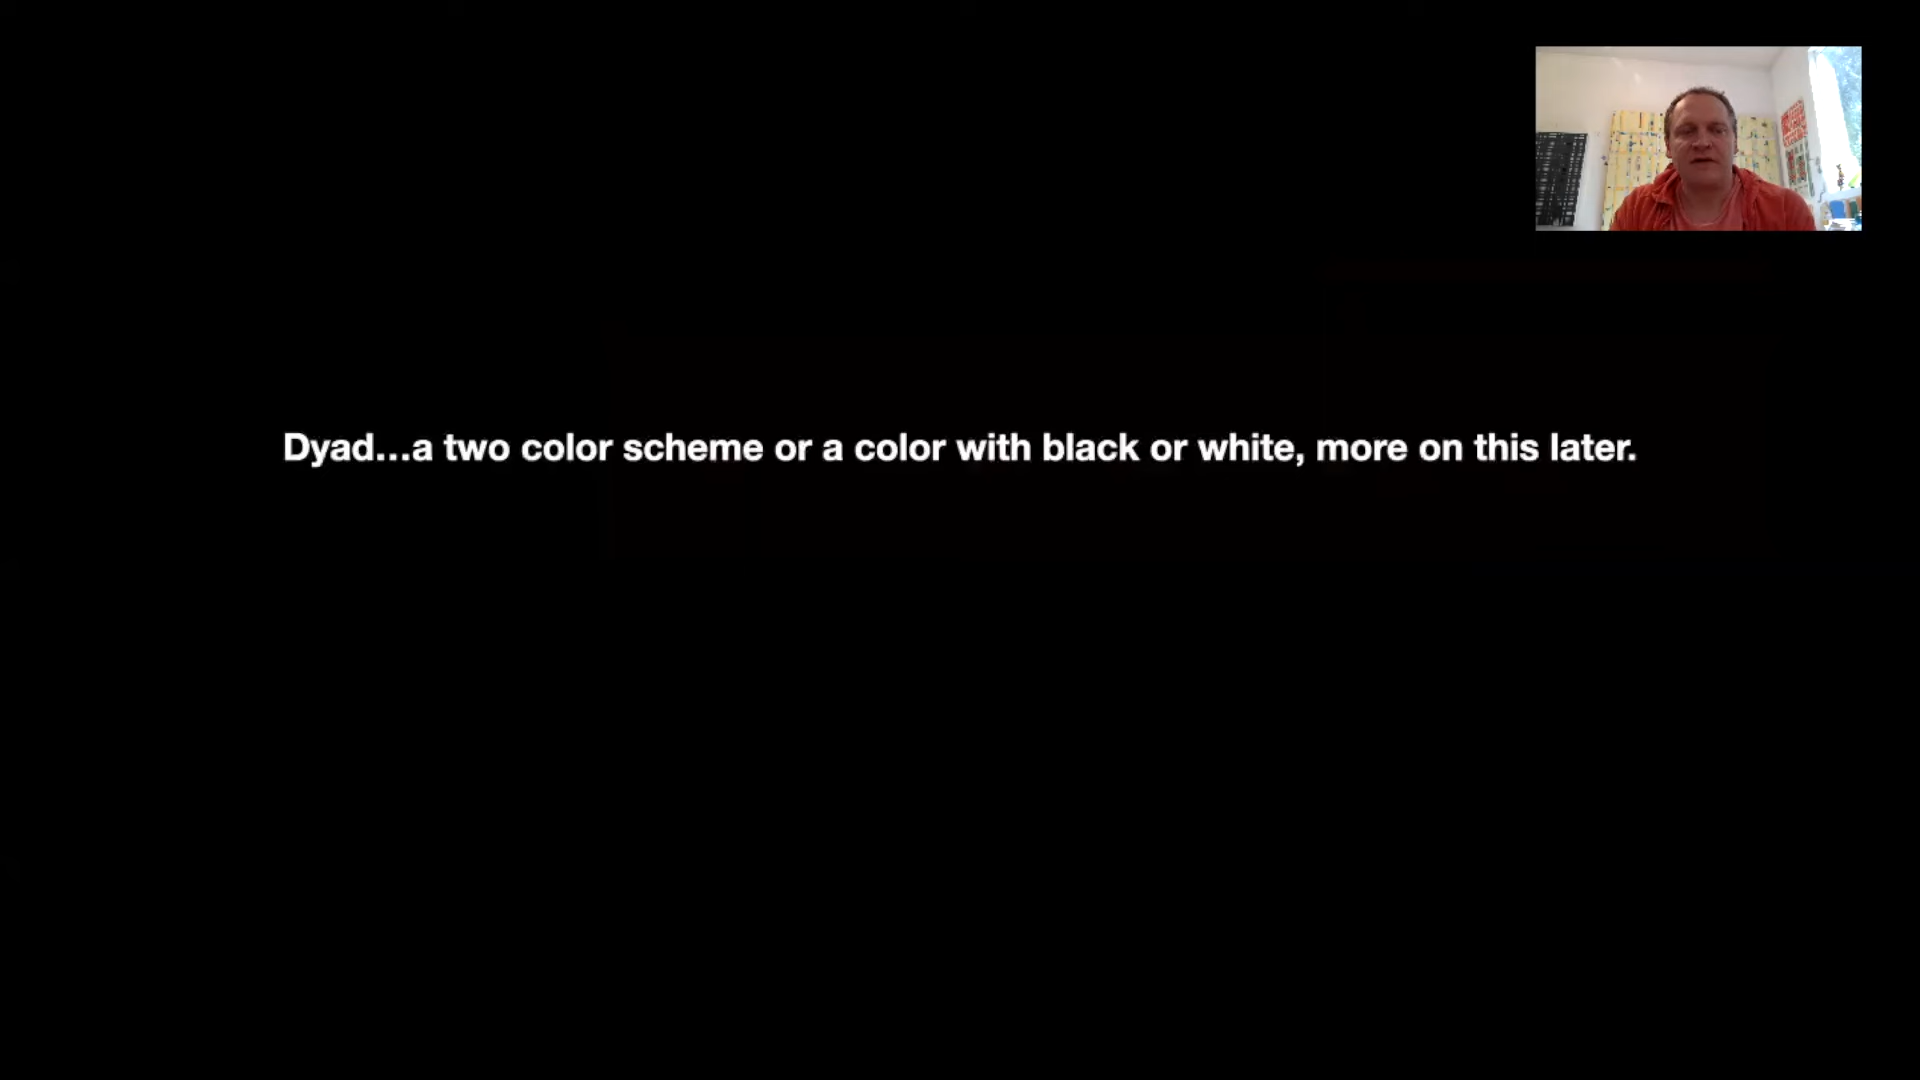 Dyad...a two color scheme or a color with black or white, more on this later.